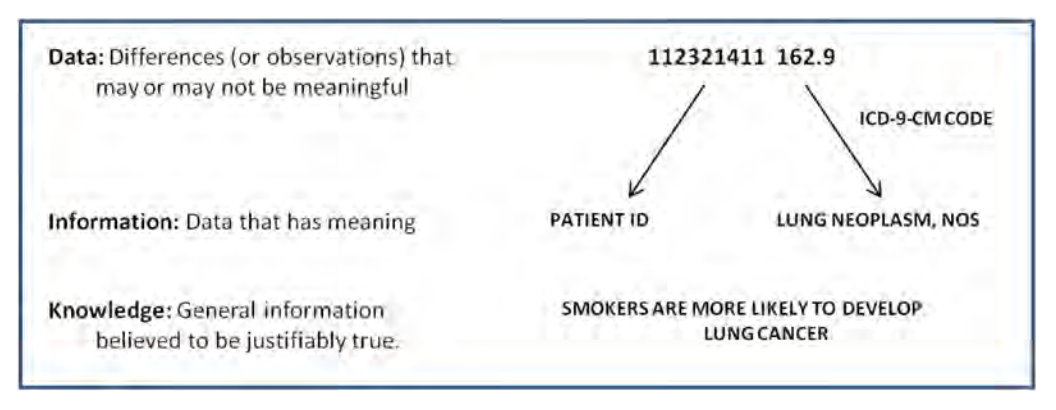 Data: Differences (or observations) that
may or may not be meaningful
112321411 162.9
ICD-9-CM CODE
Information: Data that has meaning
PATIENT ID
LUNG NEOPLASM, NOS
Knowledge: General information
believed to be justifiably true.
SMOKERS ARE MORE LIKELY TO DEVELOP
LUNG CANCER